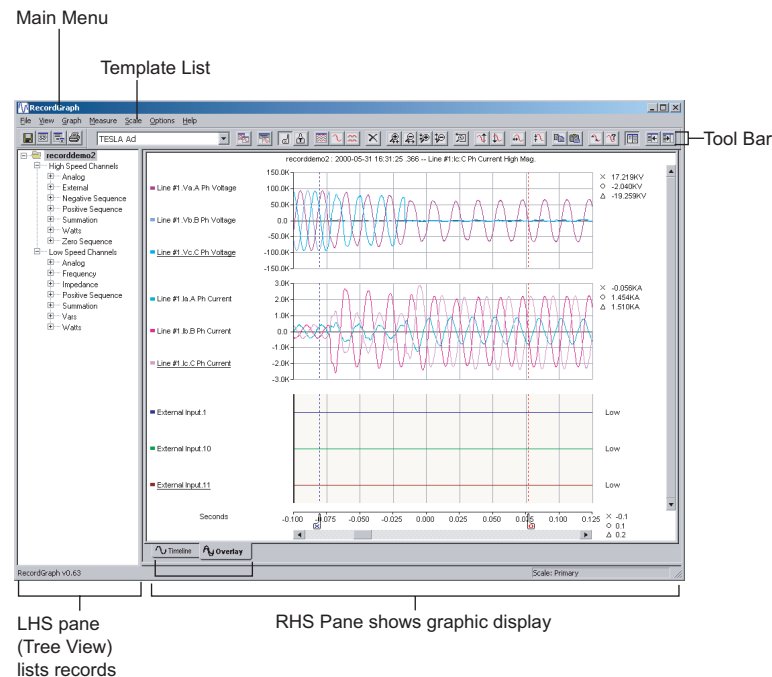 Main Menu
Template List
Tool Bar
RecordGraph
File View Graph Measure Scale Options Help
TESLA Ad
recorddemo2
High Speed Channels
Analog
External
Negative Sequence
Positive Sequence
Summation
Watts
Zero Sequence
Low Speed Channels
Analog
Frequency
Impedance
Positive Sequence
Summation
Vars
Watts
recorddemo2 : 2000-05-31 16:31:25 .366 -- Line #1:Ic:C Ph Current High Mag.
150.0K
100.0K
50.0K
0.0
-50.0K
-100.0K
-150.0K
Line #1.Va.A Ph Voltage
Line #1.Vb.B Ph Voltage
Line #1.Vc.C Ph Voltage
× 17.219KV
○ -2.040KV
△ -19.259KV
3.0K
2.0K
1.0K
0.0
-1.0K
-2.0K
-3.0K
Line #1.Ia.A Ph Current
Line #1.Ib.B Ph Current
Line #1.Ic.C Ph Current
× -0.056KA
○ 1.454KA
△ 1.510KA
External Input.1 Low
External Input.10 Low
External Input.11 Low
Seconds
-0.100 -0.075 -0.050 -0.025 0.000 0.025 0.050 0.075 0.100 0.125
× -0.1
○ 0.1
△ 0.2
Timeline Overlay
RecordGraph v0.63
Scale: Primary
LHS pane
(Tree View)
lists records
RHS Pane shows graphic display